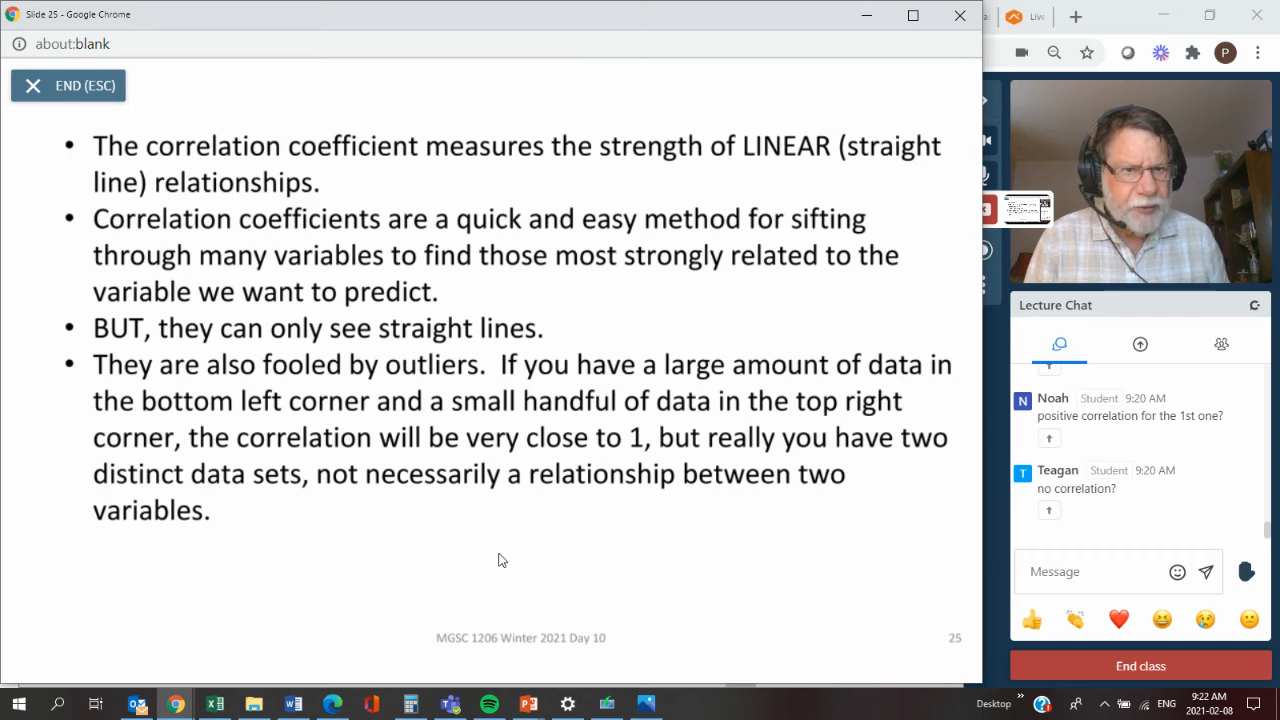 Slide 25 - Google Chrome
Liv
about:blank
P
END (ESC)
• The correlation coefficient measures the strength of LINEAR (straight
line) relationships.
• Correlation coefficients are a quick and easy method for sifting
through many variables to find those most strongly related to the
variable we want to predict.
• BUT, they can only see straight lines.
• They are also fooled by outliers.  If you have a large amount of data in
the bottom left corner and a small handful of data in the top right
corner, the correlation will be very close to 1, but really you have two
distinct data sets, not necessarily a relationship between two
variables.
MGSC 1206 Winter 2021 Day 10
25
Lecture Chat
N Noah Student 9:20 AM
positive correlation for the 1st one?
T Teagan Student 9:20 AM
no correlation?
Message
End class
Desktop
ENG
9:22 AM
2021-02-08